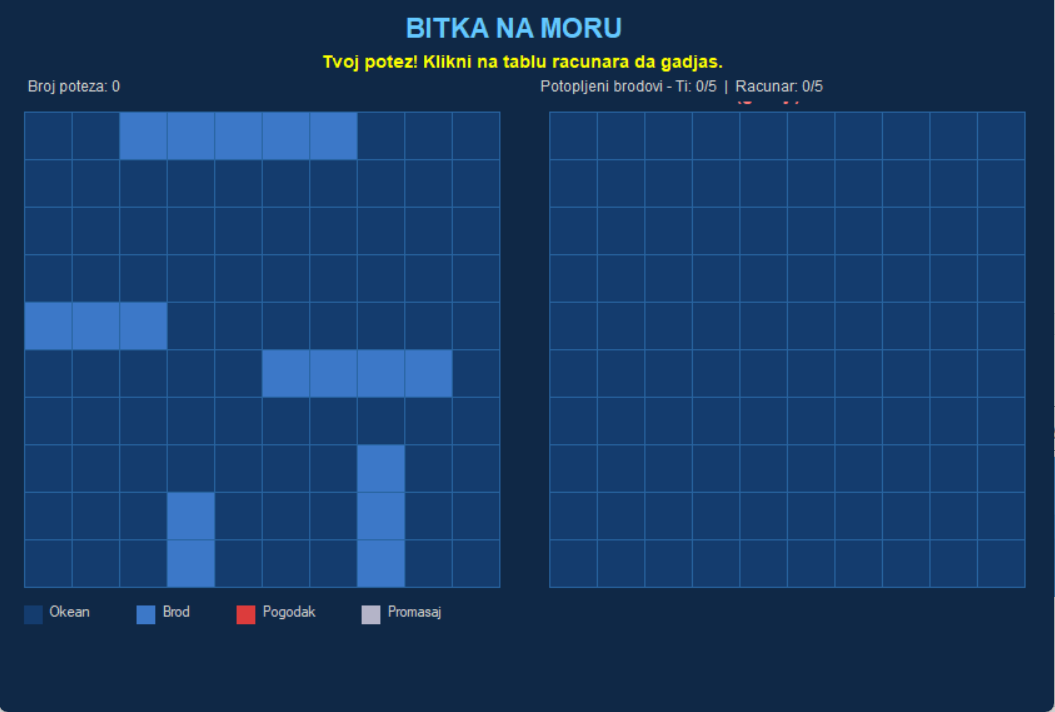 BITKA NA MORU
Tvoj potez! Klikni na tablu racunara da gadjas.
Broj poteza: 0
Potopljeni brodovi - Ti: 0/5 | Racunar: 0/5
Okean
Brod
Pogodak
Promasaj